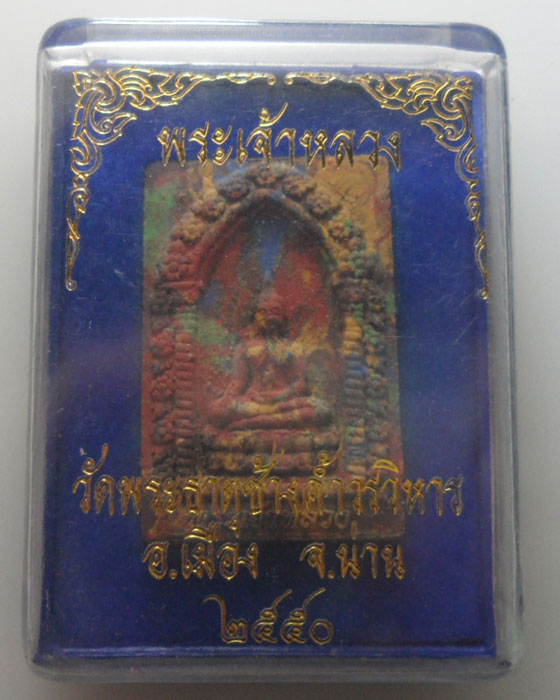 พระเจ้าหลวง
วัดพระธาตุช้างค้ำวรวิหาร
อ.เมือง จ.น่าน
๒๕๕๐